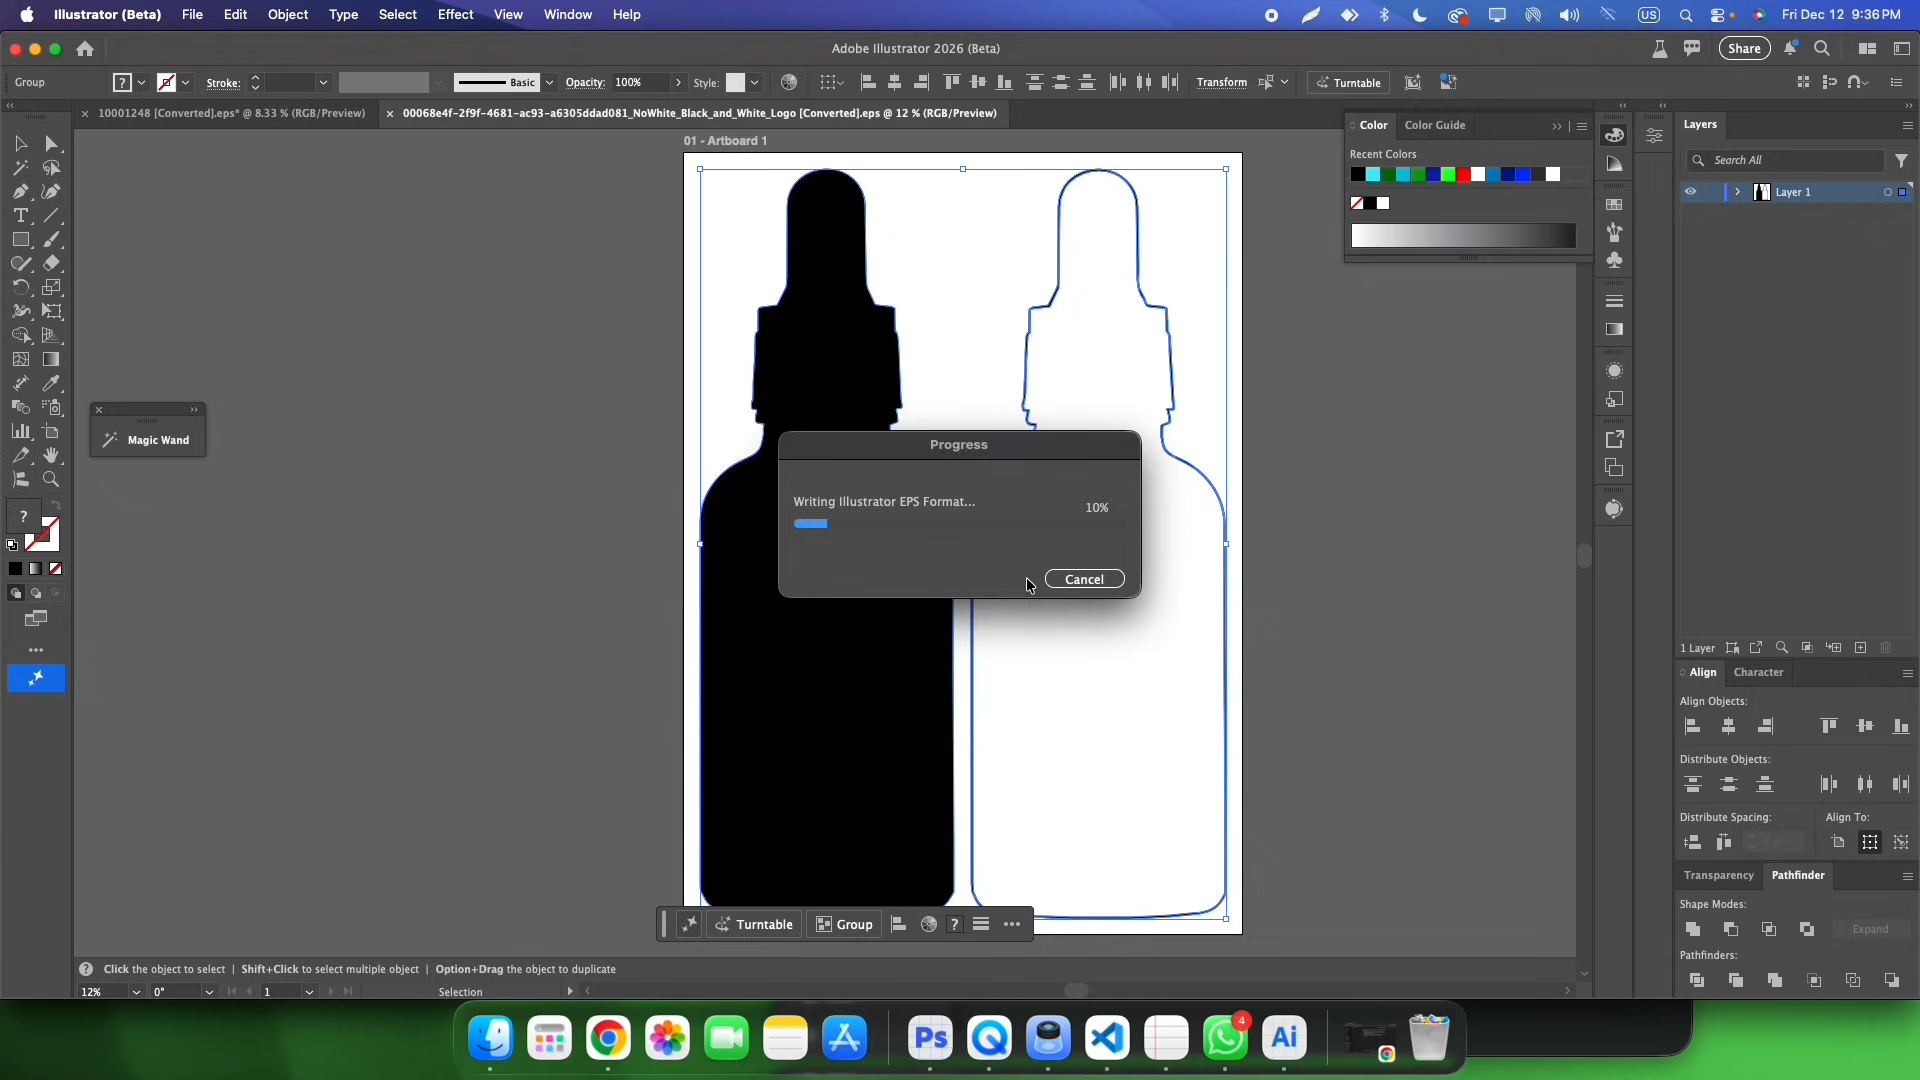 Illustrator (Beta) File Edit Object Type Select Effect View Window Help
US
Fri Dec 12 9:36 PM
Adobe Illustrator 2026 (Beta)
Share
Group
?
Stroke:
Basic
Opacity: 100%
Style:
Transform
Turntable
10001248 [Converted].eps* @ 8.33 % (RGB/Preview)
00068e4f-2f9f-4681-ac93-a6305ddad081_NoWhite_Black_and_White_Logo [Converted].eps @ 12 % (RGB/Preview)
01 - Artboard 1
Color
Color Guide
Recent Colors
Layers
Search All
Layer 1
Magic Wand
?
Progress
Writing Illustrator EPS Format...
10%
Cancel
1 Layer
Align
Character
Align Objects:
Distribute Objects:
Distribute Spacing:
Align To:
Transparency
Pathfinder
Shape Modes:
Expand
Pathfinders:
Turntable
Group
?
Click the object to select | Shift+Click to select multiple object | Option+Drag the object to duplicate
12%
0°
1
Selection
Ps
4
Ai